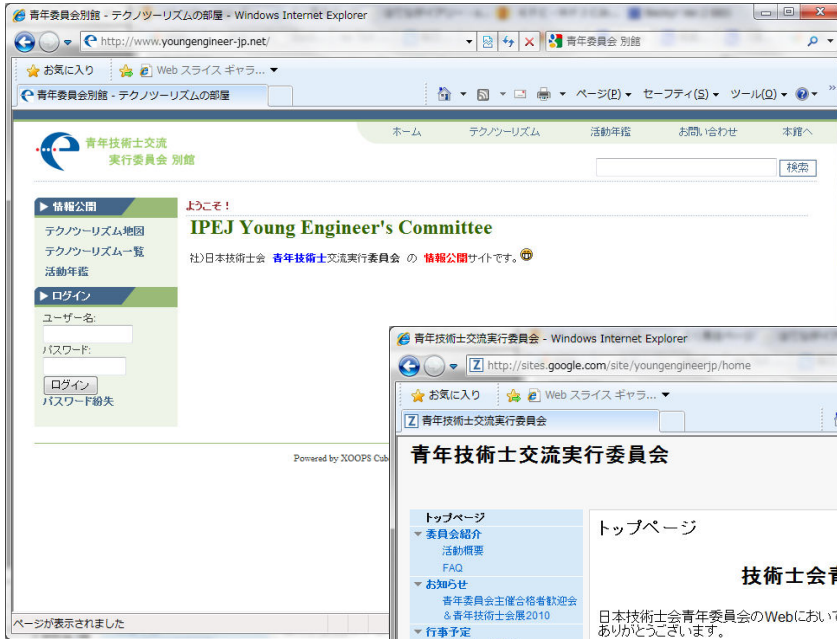 青年委員会別館 - テクノツーリズムの部屋 - Windows Internet Explorer
http://www.youngengineer-jp.net/
青年委員会 別館
お気に入り
Web スライス ギャラ...
青年委員会別館 - テクノツーリズムの部屋
ページ(P)
セーフティ(S)
ツール(O)
青年技術士交流
実行委員会 別館
ホーム
テクノツーリズム
活動年鑑
お問い合わせ
本館へ
検索
▶ 情報公開
テクノツーリズム地図
テクノツーリズム一覧
活動年鑑
▶ ログイン
ユーザー名:
パスワード:
ログイン
パスワード紛失
ようこそ！
IPEJ Young Engineer's Committee
社)日本技術士会 青年技術士交流実行委員会 の 情報公開サイトです。
Powered by XOOPS Cub
ページが表示されました
青年技術士交流実行委員会 - Windows Internet Explorer
http://sites.google.com/site/youngengineerjp/home
お気に入り
Web スライス ギャラ...
青年技術士交流実行委員会
青年技術士交流実行委員会
トップページ
委員会紹介
活動概要
FAQ
お知らせ
青年委員会主催合格者歓迎会
＆青年技術士会展2010
行事予定
トップページ
技術士会青
日本技術士会青年委員会のWebにおいて
ありがとうございます。